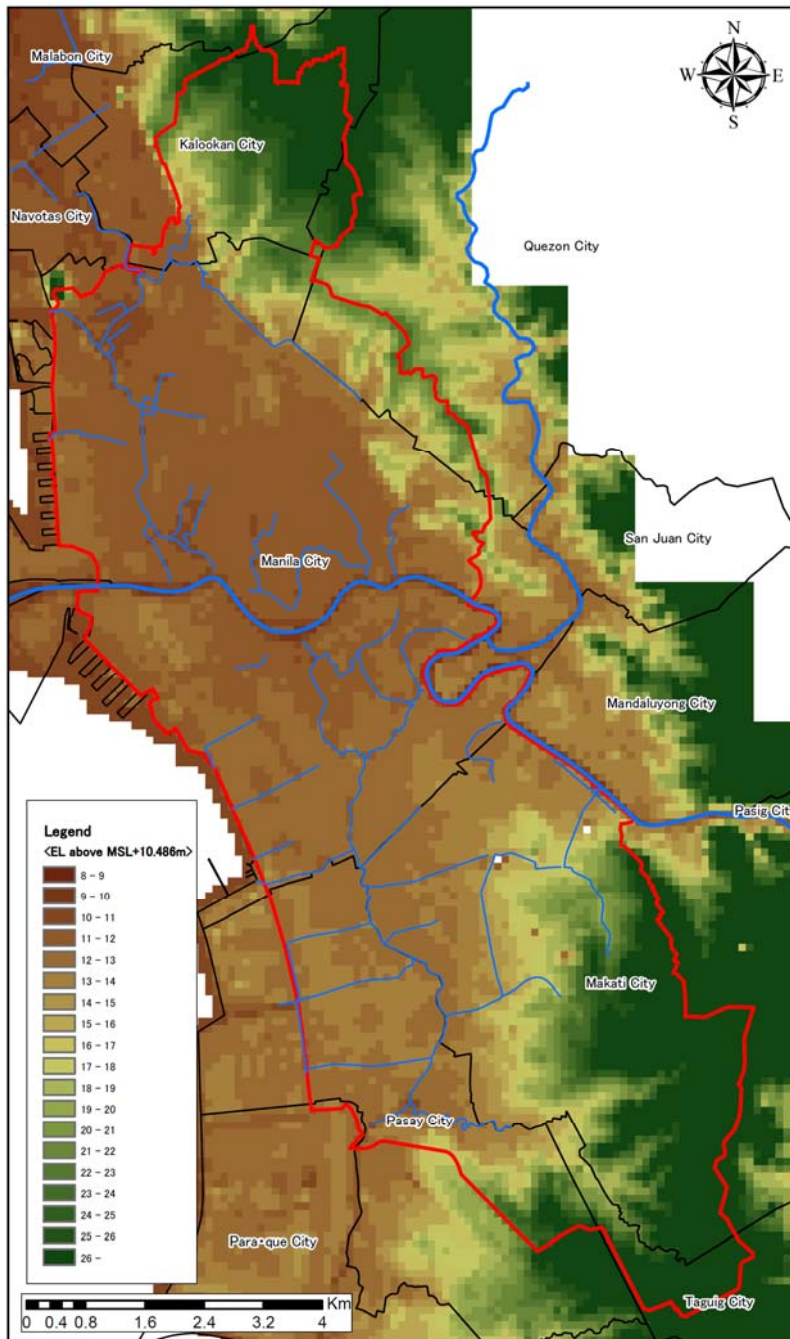 N
W E
S
Malabon City
Kalookan City
Navotas City
Quezon City
San Juan City
Manila City
Mandaluyong City
Pasig Cit
Makati City
Pasay City
Para・que City
Taguig City
Legend
<EL above MSL+10.486m>
8 - 9
9 - 10
10 - 11
11 - 12
12 - 13
13 - 14
14 - 15
15 - 16
16 - 17
17 - 18
18 - 19
19 - 20
20 - 21
21 - 22
22 - 23
23 - 24
24 - 25
25 - 26
26 -
Km
0 0.4 0.8 1.6 2.4 3.2 4